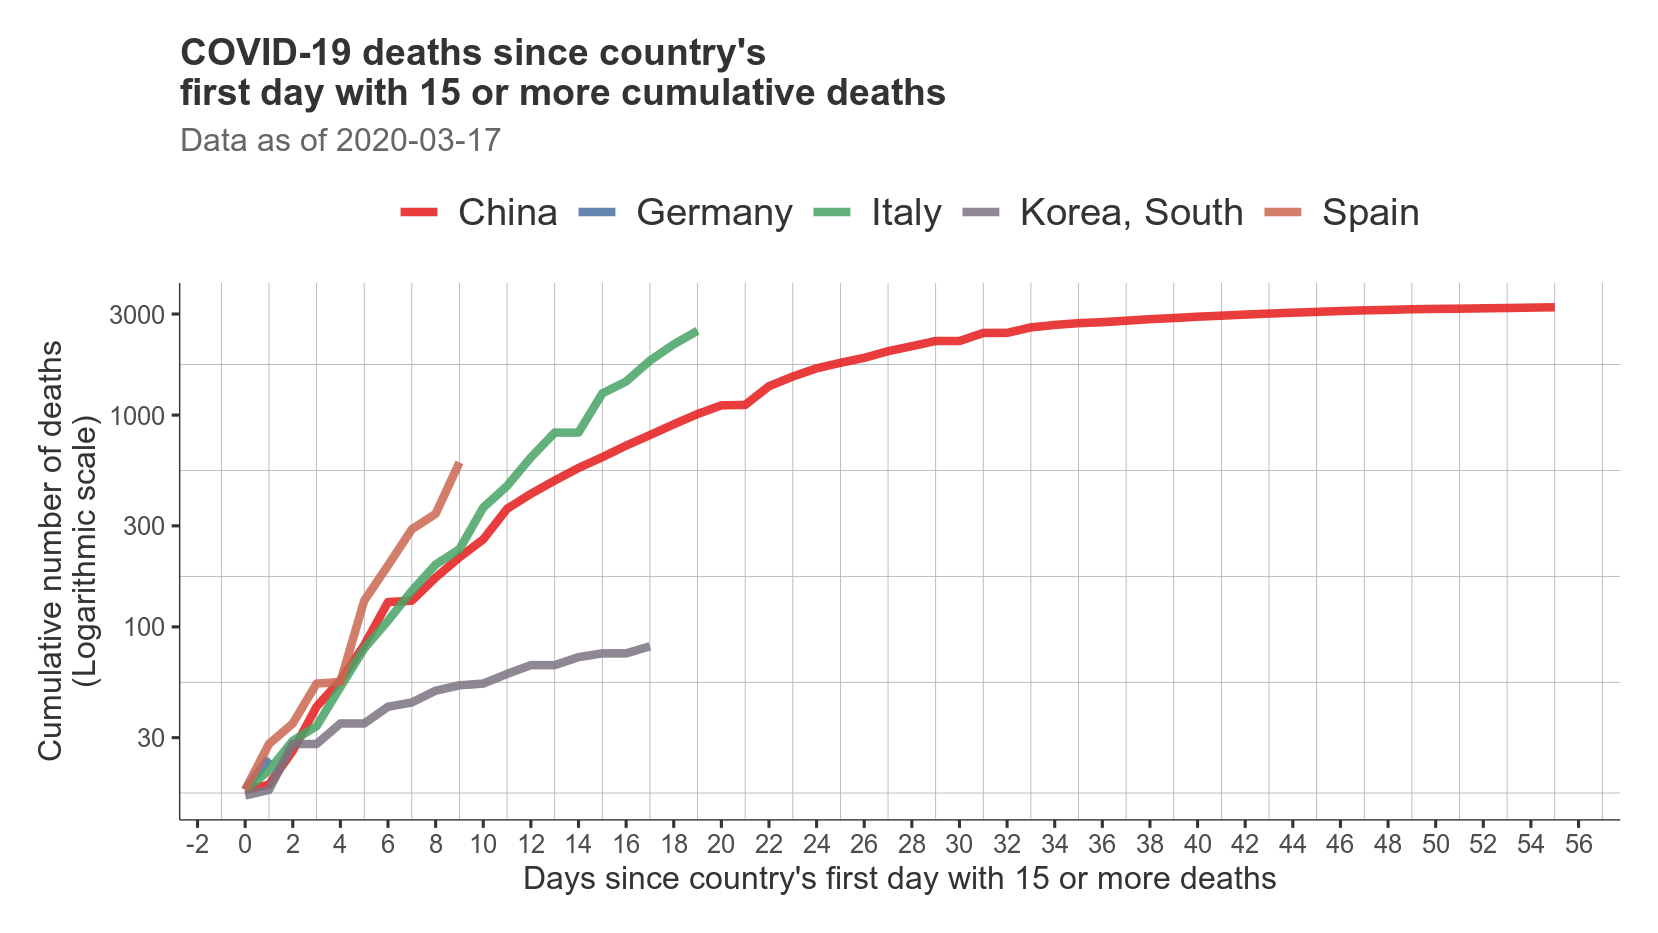 COVID-19 deaths since country's
first day with 15 or more cumulative deaths
Data as of 2020-03-17
China Germany Italy Korea, South Spain
Cumulative number of deaths
(Logarithmic scale)
3000
1000
300
100
30
-2 0 2 4 6 8 10 12 14 16 18 20 22 24 26 28 30 32 34 36 38 40 42 44 46 48 50 52 54 56
Days since country's first day with 15 or more deaths